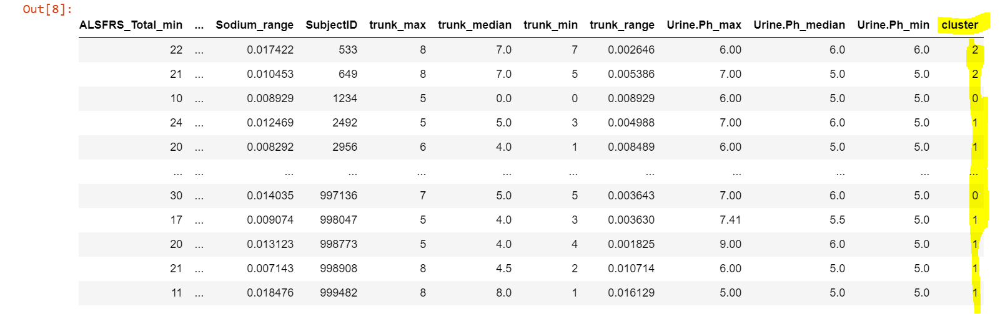 Out[8]:
ALSFRS_Total_min ... Sodium_range SubjectID trunk_max trunk_median trunk_min trunk_range Urine.Ph_max Urine.Ph_median Urine.Ph_min cluster
22 ... 0.017422 533 8 7.0 7 0.002646 6.00 6.0 6.0 2
21 ... 0.010453 649 8 7.0 5 0.005386 7.00 5.0 5.0 2
10 ... 0.008929 1234 5 0.0 0 0.008929 6.00 5.0 5.0 0
24 ... 0.012469 2492 5 5.0 3 0.004988 7.00 6.0 5.0 1
20 ... 0.008292 2956 6 4.0 1 0.008489 6.00 5.0 5.0 1
... ... ... ... ... ... ... ... ... ... ... ...
30 ... 0.014035 997136 7 5.0 5 0.003643 7.00 6.0 5.0 0
17 ... 0.009074 998047 5 4.0 3 0.003630 7.41 5.5 5.0 1
20 ... 0.013123 998773 5 4.0 4 0.001825 9.00 6.0 5.0 1
21 ... 0.007143 998908 8 4.5 2 0.010714 6.00 5.0 5.0 1
11 ... 0.018476 999482 8 8.0 1 0.016129 5.00 5.0 5.0 1